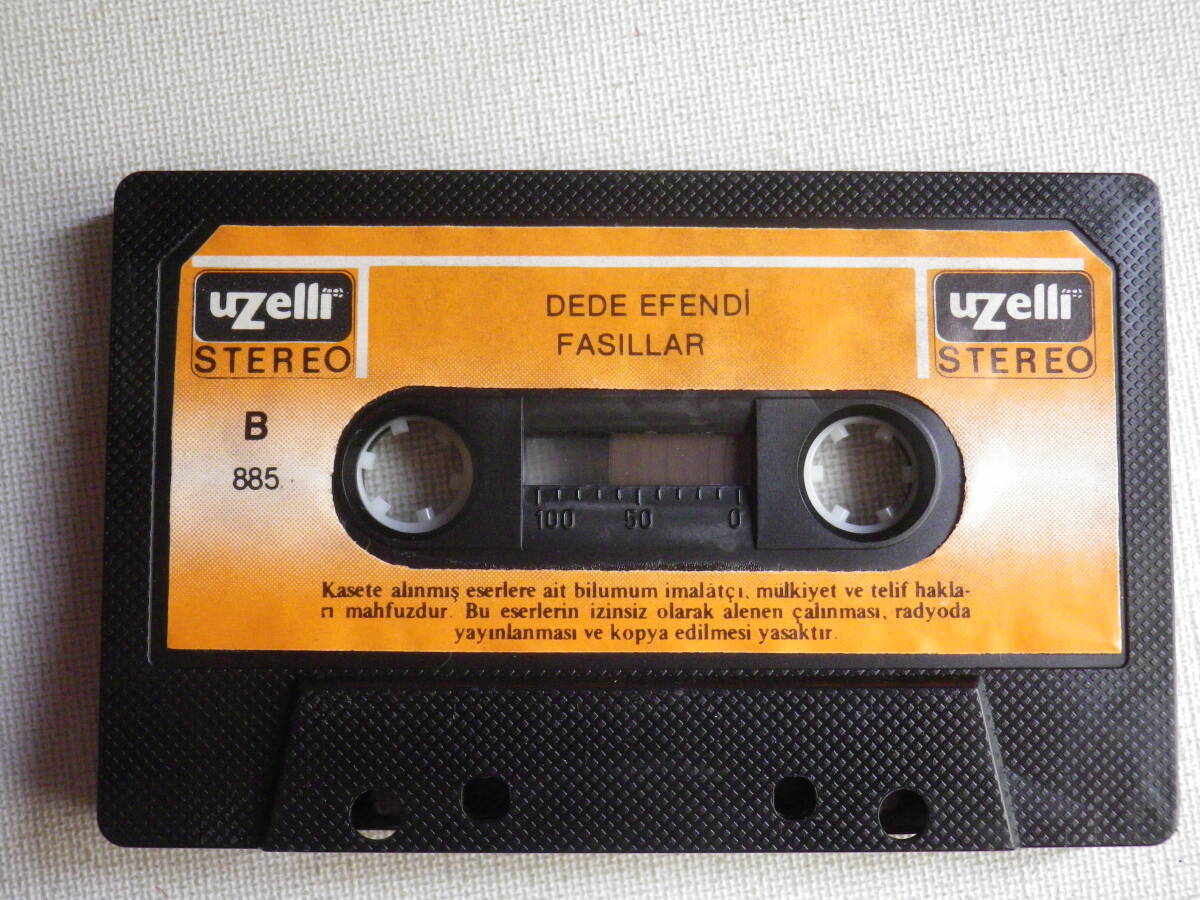 uzelli
STEREO
DEDE EFENDİ
FASILLAR
uzelli
STEREO
B
885
100 50 0
Kasete alınmış eserlere ait bilumum imalâtçı, mülkiyet ve telif hakla-
rı mahfuzdur. Bu eserlerin izinsiz olarak alenen çalınması, radyoda
yayınlanması ve kopya edilmesi yasaktır.